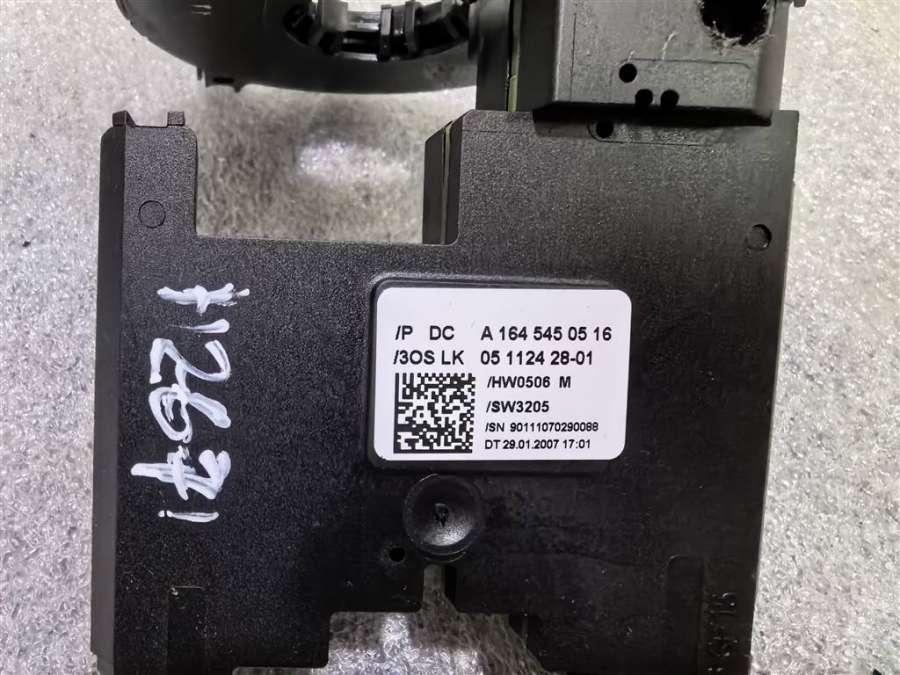 /P DC A 164 545 05 16
/3OS LK 05 1124 28-01
/HW0506 M
/SW3205
/SN 90111070290088
DT 29.01.2007 17:01